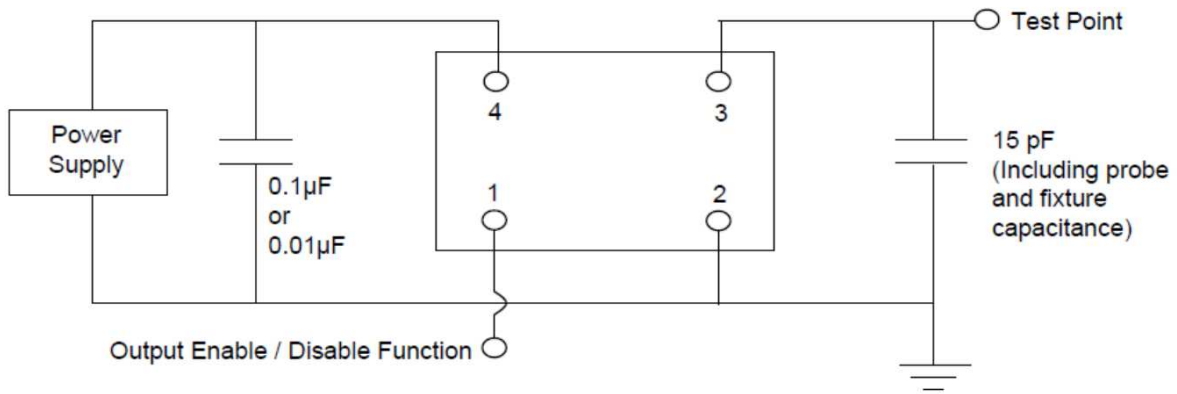 Test Point
4
3
Power
Supply
15 pF
(Including probe
and fixture
capacitance)
0.1µF
or
0.01µF
1
2
Output Enable / Disable Function